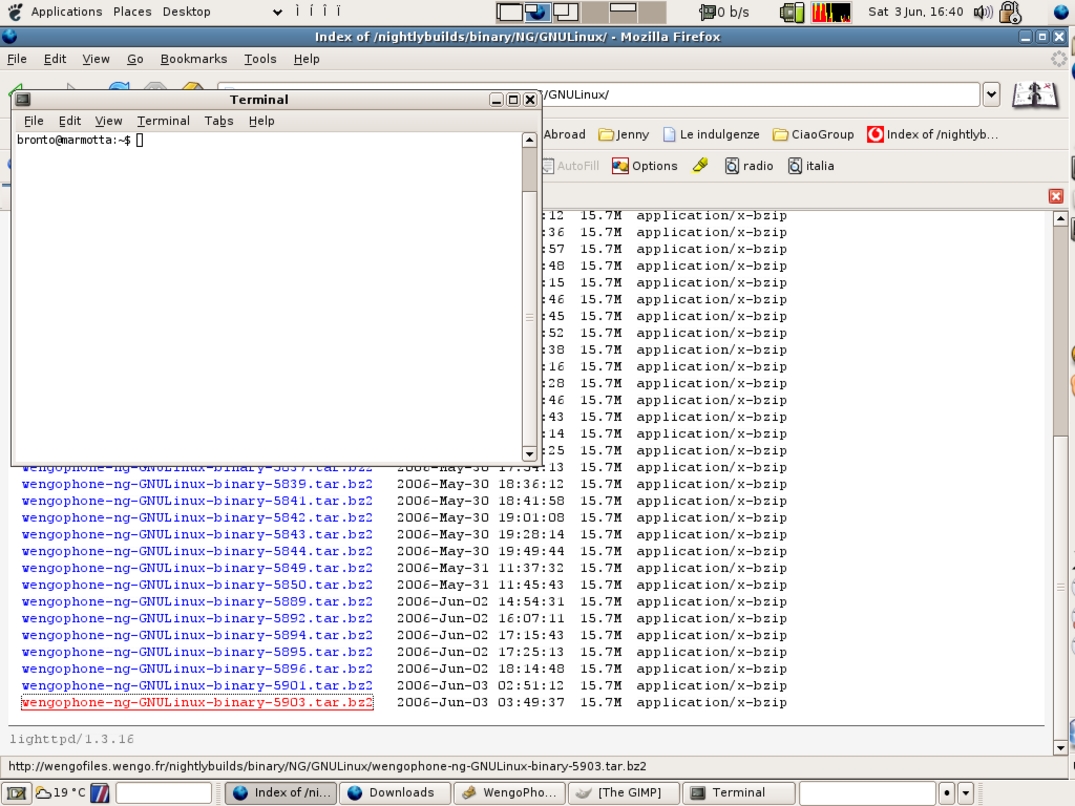 Applications Places Desktop 0 b/s Sat 3 Jun, 16:40
Index of /nightlybuilds/binary/NG/GNULinux/ - Mozilla Firefox
File Edit View Go Bookmarks Tools Help
/GNULinux/
Terminal
File Edit View Terminal Tabs Help
bronto@marmotta:~$
Abroad Jenny Le indulgenze CiaoGroup Index of /nightlyb...
AutoFill Options radio italia
:12 15.7M application/x-bzip
:36 15.7M application/x-bzip
:57 15.7M application/x-bzip
:48 15.7M application/x-bzip
:15 15.7M application/x-bzip
:46 15.7M application/x-bzip
:45 15.7M application/x-bzip
:52 15.7M application/x-bzip
:38 15.7M application/x-bzip
:16 15.7M application/x-bzip
:28 15.7M application/x-bzip
:46 15.7M application/x-bzip
:43 15.7M application/x-bzip
:14 15.7M application/x-bzip
:25 15.7M application/x-bzip
wengophone-ng-GNULinux-binary-5837.tar.bz2 2006-May-30 17:54:13 15.7M application/x-bzip
wengophone-ng-GNULinux-binary-5839.tar.bz2 2006-May-30 18:36:12 15.7M application/x-bzip
wengophone-ng-GNULinux-binary-5841.tar.bz2 2006-May-30 18:41:58 15.7M application/x-bzip
wengophone-ng-GNULinux-binary-5842.tar.bz2 2006-May-30 19:01:08 15.7M application/x-bzip
wengophone-ng-GNULinux-binary-5843.tar.bz2 2006-May-30 19:28:14 15.7M application/x-bzip
wengophone-ng-GNULinux-binary-5844.tar.bz2 2006-May-30 19:49:44 15.7M application/x-bzip
wengophone-ng-GNULinux-binary-5849.tar.bz2 2006-May-31 11:37:32 15.7M application/x-bzip
wengophone-ng-GNULinux-binary-5850.tar.bz2 2006-May-31 11:45:43 15.7M application/x-bzip
wengophone-ng-GNULinux-binary-5889.tar.bz2 2006-Jun-02 14:54:31 15.7M application/x-bzip
wengophone-ng-GNULinux-binary-5892.tar.bz2 2006-Jun-02 16:07:11 15.7M application/x-bzip
wengophone-ng-GNULinux-binary-5894.tar.bz2 2006-Jun-02 17:15:43 15.7M application/x-bzip
wengophone-ng-GNULinux-binary-5895.tar.bz2 2006-Jun-02 17:25:13 15.7M application/x-bzip
wengophone-ng-GNULinux-binary-5896.tar.bz2 2006-Jun-02 18:14:48 15.7M application/x-bzip
wengophone-ng-GNULinux-binary-5901.tar.bz2 2006-Jun-03 02:51:12 15.7M application/x-bzip
wengophone-ng-GNULinux-binary-5903.tar.bz2 2006-Jun-03 03:49:37 15.7M application/x-bzip
lighttpd/1.3.16
http://wengofiles.wengo.fr/nightlybuilds/binary/NG/GNULinux/wengophone-ng-GNULinux-binary-5903.tar.bz2
19 °C Index of /ni... Downloads WengoPho... [The GIMP] Terminal